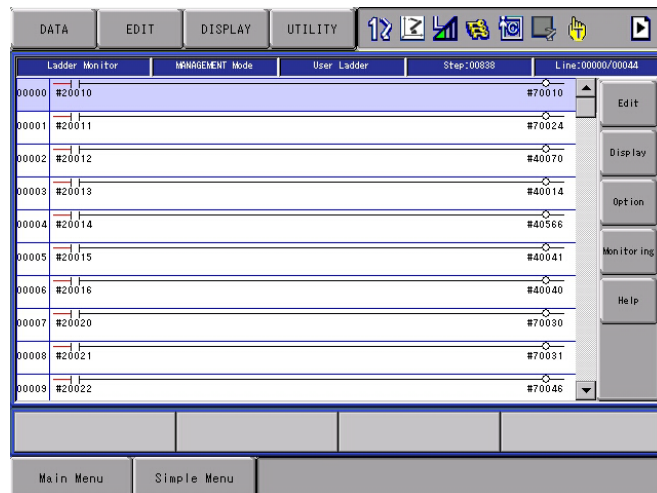 DATA EDIT DISPLAY UTILITY 12
Ladder Monitor MANAGEMENT Mode User Ladder Step:00838 Line:00000/00044
00000 #20010 #70010
00001 #20011 #70024
00002 #20012 #40070
00003 #20013 #40014
00004 #20014 #40566
00005 #20015 #40041
00006 #20016 #40040
00007 #20020 #70030
00008 #20021 #70031
00009 #20022 #70046
Edit
Display
Option
Monitoring
Help
Main Menu Simple Menu